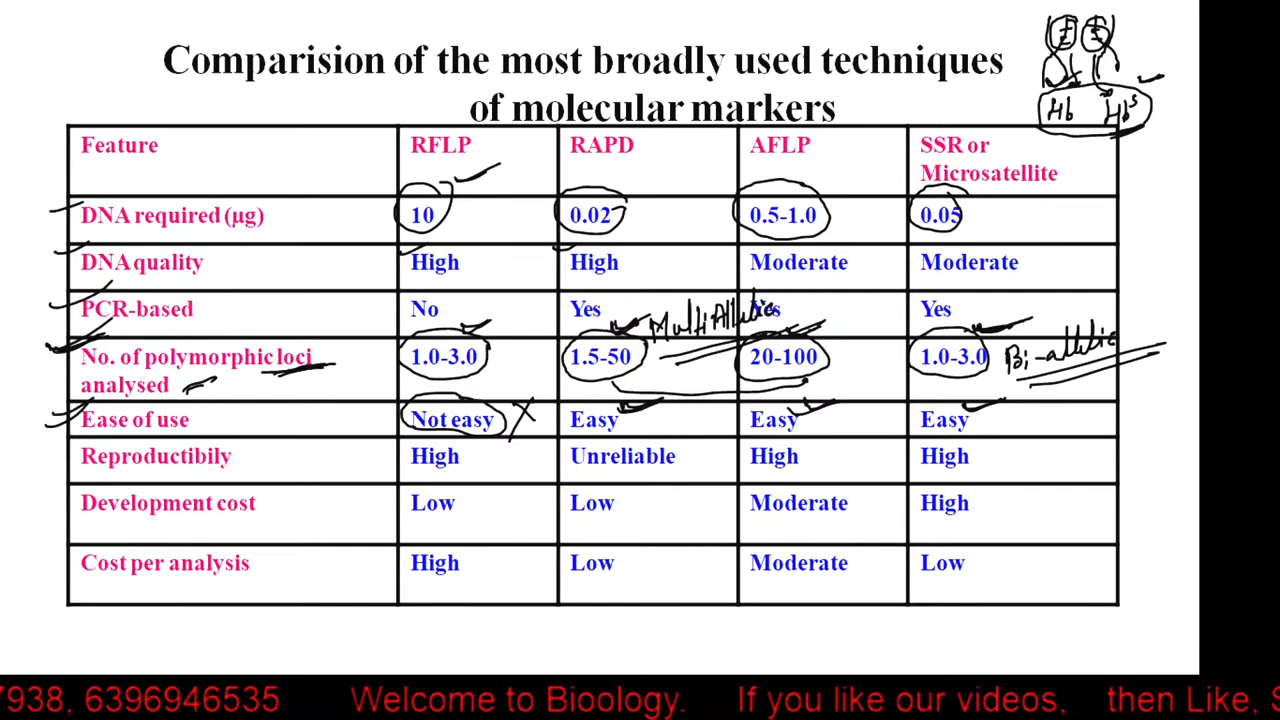 Comparision of the most broadly used techniques
of molecular markers
Hb Hbˢ
Feature RFLP RAPD AFLP SSR or
Microsatellite
DNA required (µg) 10 0.02 0.5-1.0 0.05
DNA quality High High Moderate Moderate
PCR-based No Yes Yes Yes
MultiAllelic
No. of polymorphic loci 1.0-3.0 1.5-50 20-100 1.0-3.0 Bi-allelic
analysed
Ease of use Not easy Easy Easy Easy
Reproductibily High Unreliable High High
Development cost Low Low Moderate High
Cost per analysis High Low Moderate Low
7938, 6396946535 Welcome to Bioology. If you like our videos, then Like, S